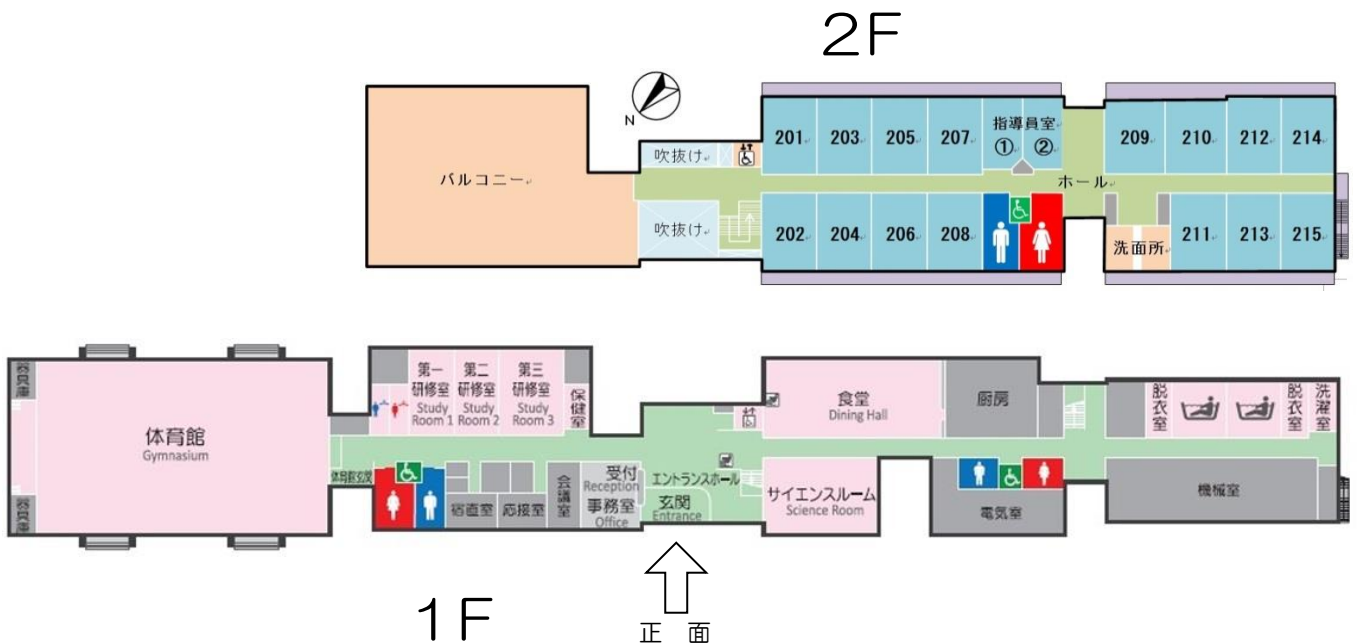 2F
N
バルコニー
吹抜け
吹抜け
201
203
205
207
指導員室
①
②
209
210
212
214
ホール
202
204
206
208
洗面所
211
213
215
器具庫
体育館
Gymnasium
器具庫
第一
研修室
Study
Room 1
第二
研修室
Study
Room 2
第三
研修室
Study
Room 3
保健室
体育館玄関
宿直室
応接室
会議室
受付
Reception
事務室
Office
エントランスホール
玄関
Entrance
食堂
Dining Hall
厨房
サイエンスルーム
Science Room
電気室
脱衣室
脱衣室
洗濯室
機械室
1F
正面